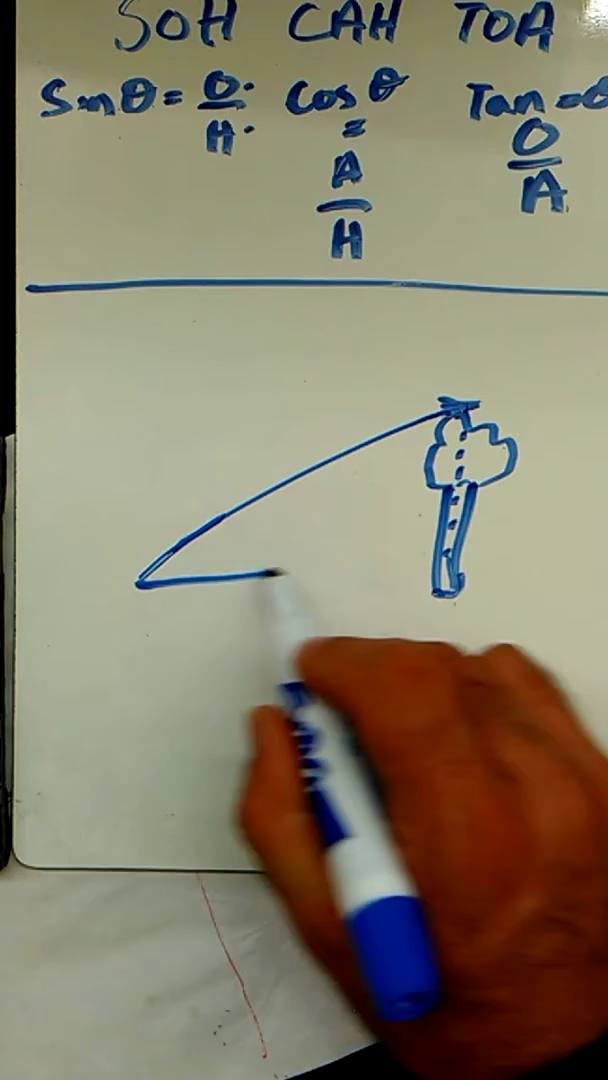 SOH CAH TOA
Sinθ = O/H Cosθ = A/H Tan = θ O/A